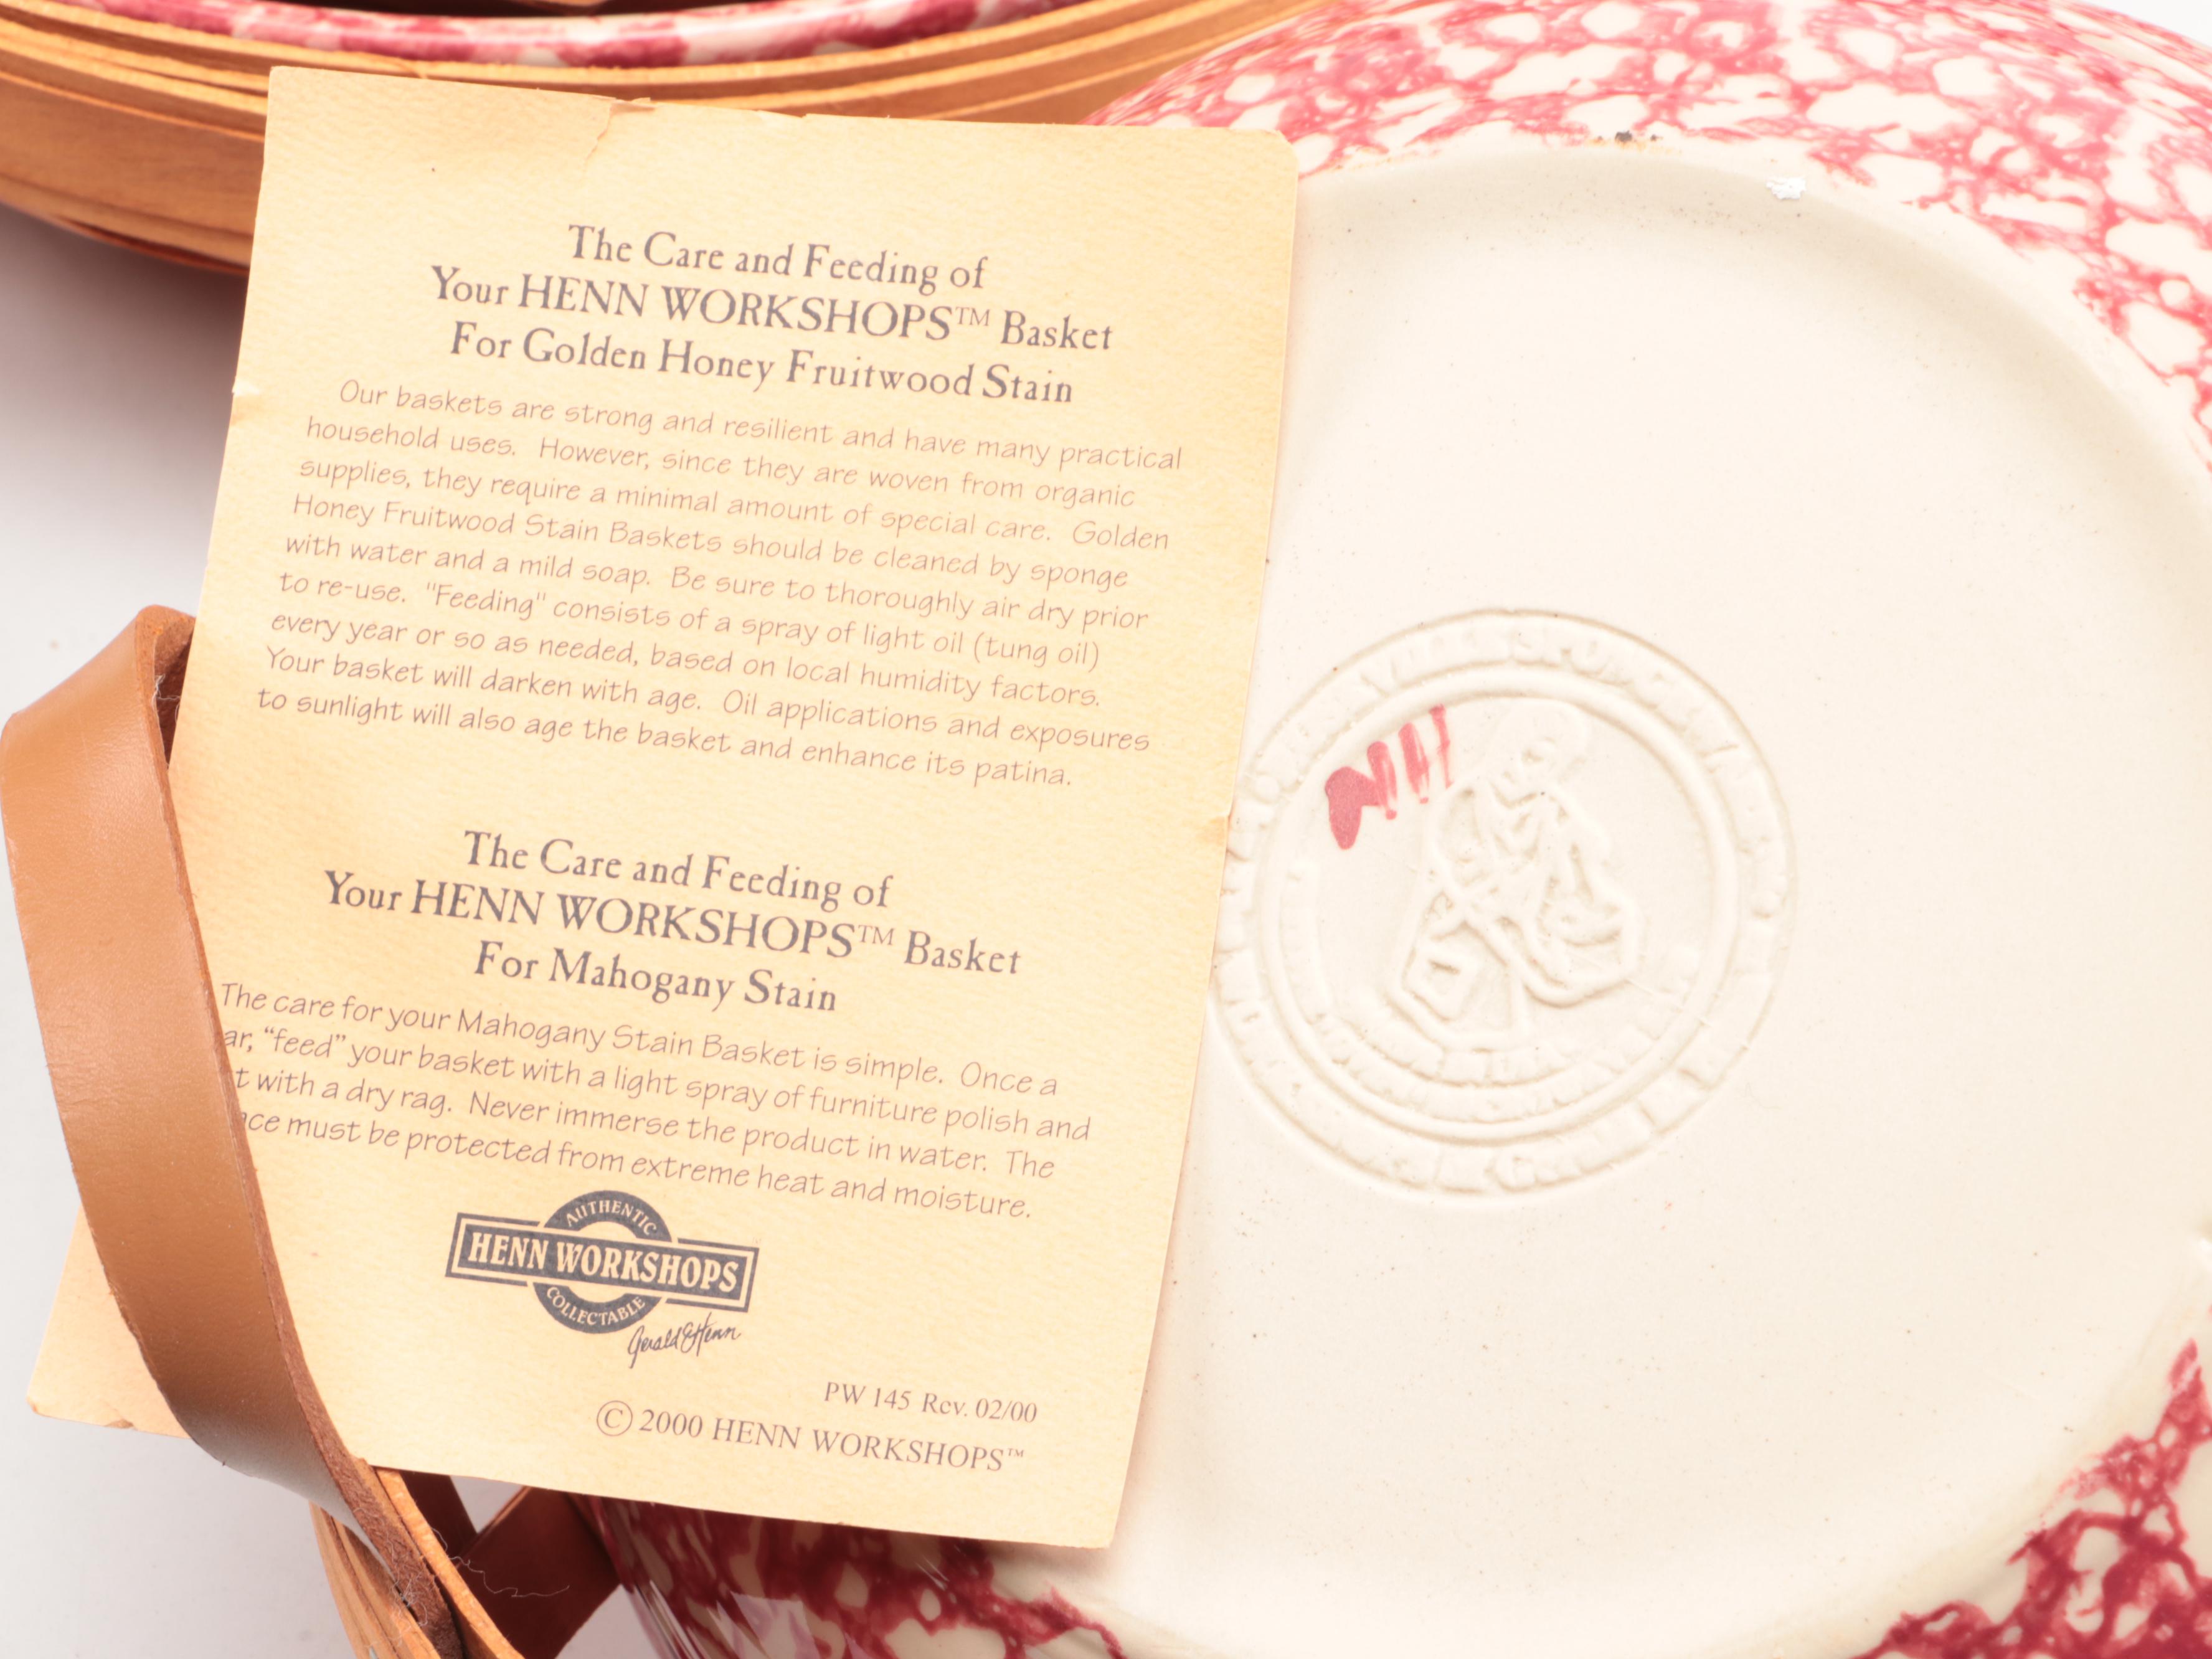 The Care and Feeding of
Your HENN WORKSHOPS™ Basket
For Golden Honey Fruitwood Stain
Our baskets are strong and resilient and have many practical
household uses. However, since they are woven from organic
supplies, they require a minimal amount of special care. Golden
Honey Fruitwood Stain Baskets should be cleaned by sponge
with water and a mild soap. Be sure to thoroughly air dry prior
to re-use. "Feeding" consists of a spray of light oil (tung oil)
every year or so as needed, based on local humidity factors.
Your basket will darken with age. Oil applications and exposures
to sunlight will also age the basket and enhance its patina.
The Care and Feeding of
Your HENN WORKSHOPS™ Basket
For Mahogany Stain
The care for your Mahogany Stain Basket is simple. Once a
ar, “feed” your basket with a light spray of furniture polish and
t with a dry rag. Never immerse the product in water. The
ace must be protected from extreme heat and moisture.
AUTHENTIC
HENN WORKSHOPS
COLLECTABLE
Gerald E Henn
PW 145 Rev. 02/00
© 2000 HENN WORKSHOPS™